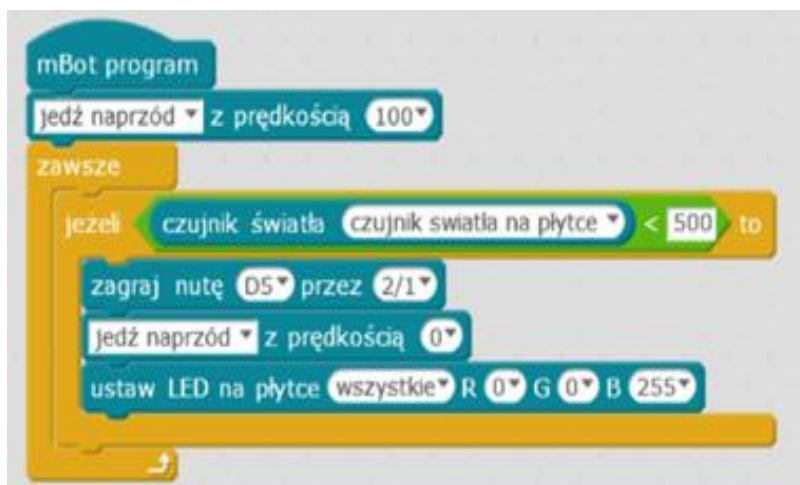 mBot program
jedź naprzód z prędkością 100
zawsze
jeżeli czujnik światła czujnik swiatła na płytce < 500 to
zagraj nutę D5 przez 2/1
jedź naprzód z prędkością 0
ustaw LED na płytce wszystkie R 0 G 0 B 255